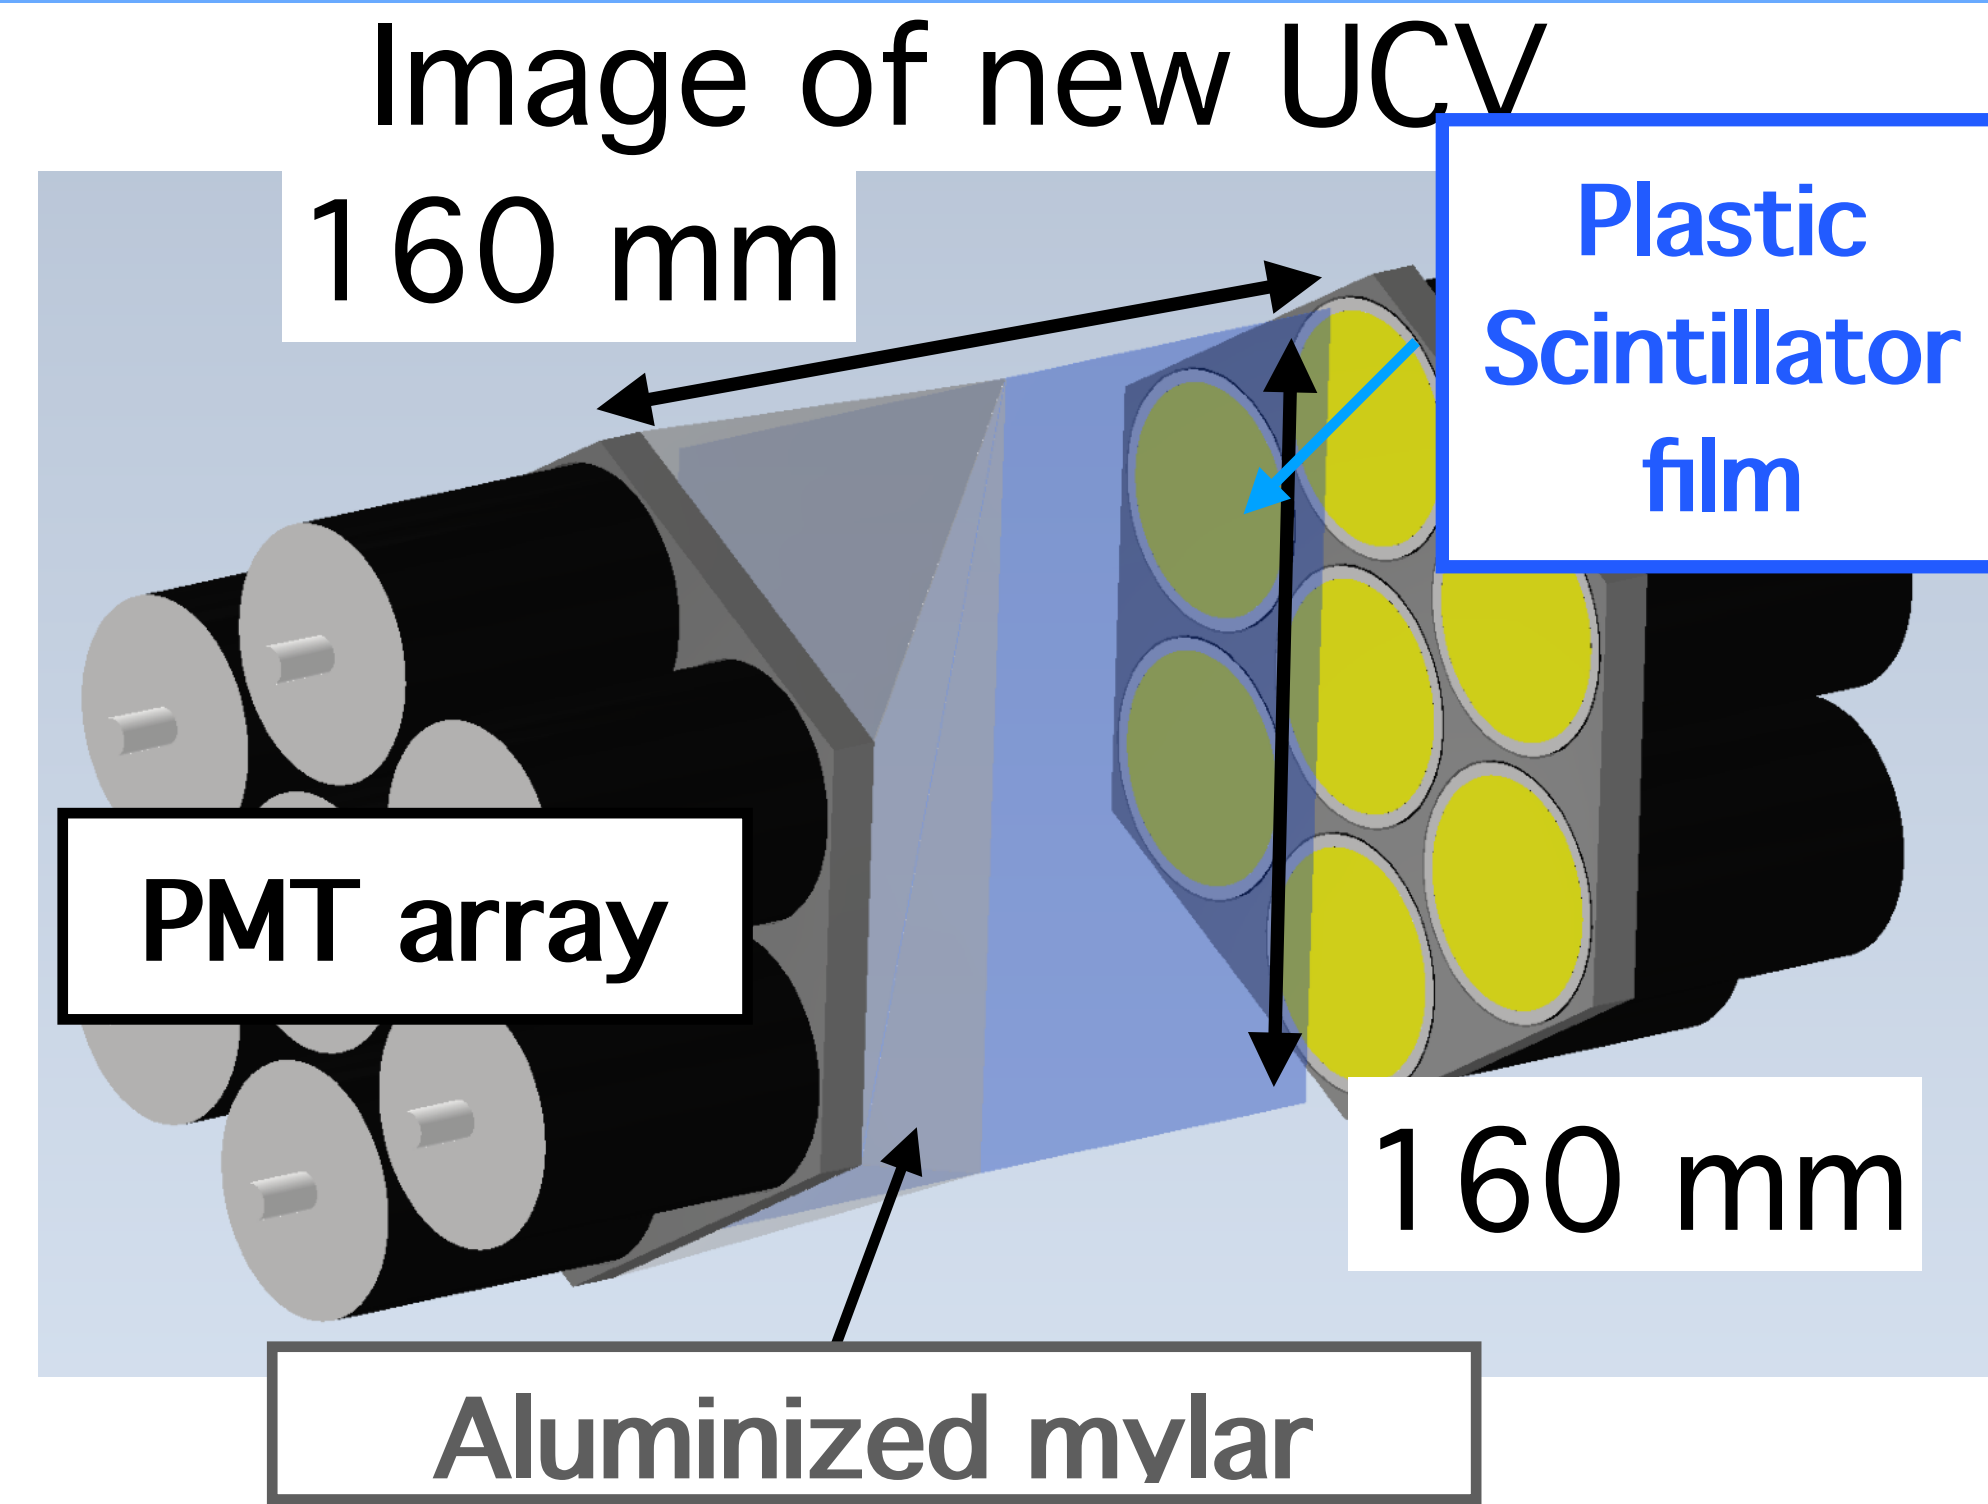 Image of new UCV
160 mm
Plastic
Scintillator
film
PMT array
160 mm
Aluminized mylar